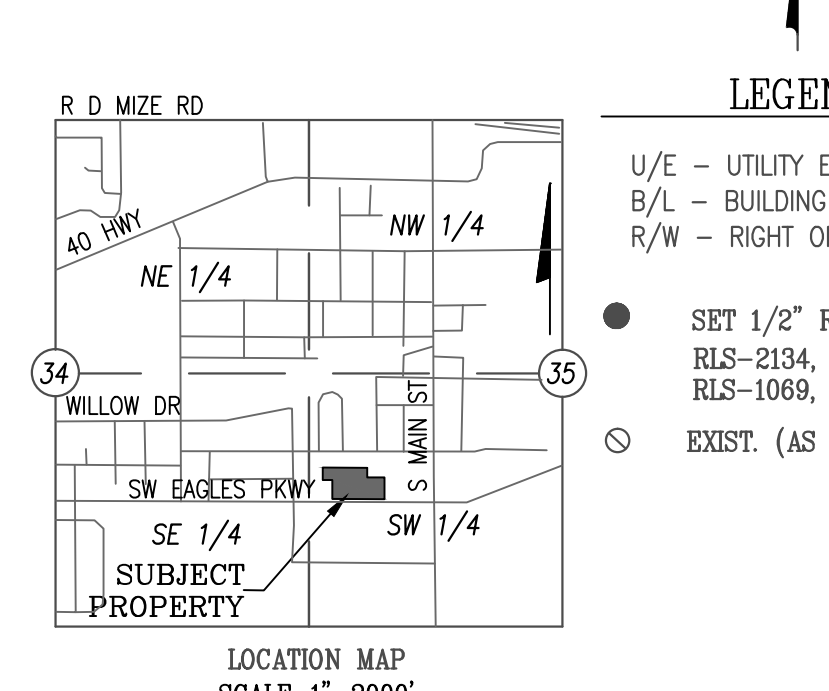 R D MIZE RD
40 HWY
NW 1/4
NE 1/4
34
35
WILLOW DR
S MAIN ST
SW EAGLES PKWY
SE 1/4
SW 1/4
SUBJECT
PROPERTY
LOCATION MAP
U/E – UTILITY
B/L – BUILDING
R/W – RIGHT
SET 1/2"
RLS–2134,
RLS–1069,
EXIST. (AS